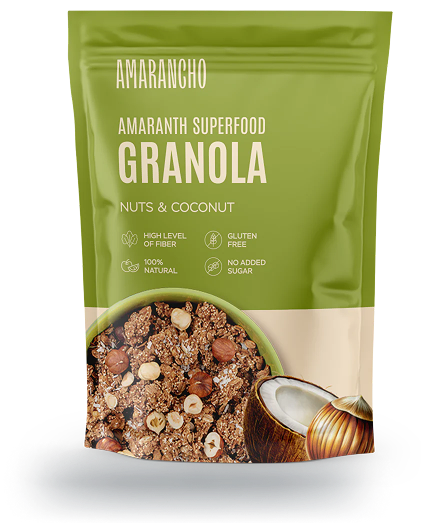 AMARANCHO
AMARANTH SUPERFOOD
GRANOLA
NUTS & COCONUT
HIGH LEVEL
OF FIBER
GLUTEN
FREE
100%
NATURAL
NO ADDED
SUGAR